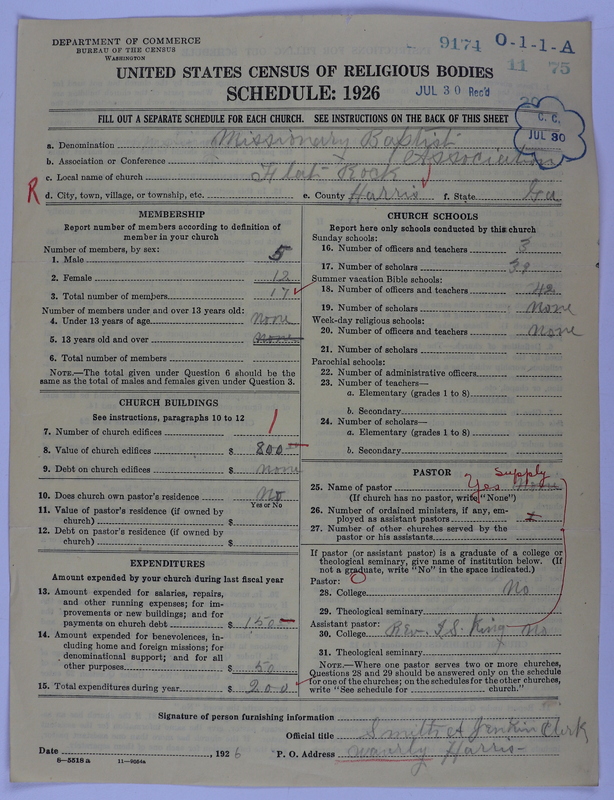 DEPARTMENT OF COMMERCE
BUREAU OF THE CENSUS
WASHINGTON
9174 O-1-1-A
11 75
UNITED STATES CENSUS OF RELIGIOUS BODIES
SCHEDULE: 1926
JUL 30 Rec'd
FILL OUT A SEPARATE SCHEDULE FOR EACH CHURCH. SEE INSTRUCTIONS ON THE BACK OF THIS SHEET
C. C.
JUL 30
a. Denomination Missionary Baptist
b. Association or Conference Association
c. Local name of church Flat Rock
R d. City, town, village, or township, etc. e. County Harris f. State Ga
MEMBERSHIP
Report number of members according to definition of
member in your church
Number of members, by sex:
1. Male 5
2. Female 12
3. Total number of members 17
Number of members under and over 13 years old:
4. Under 13 years of age none
5. 13 years old and over none
6. Total number of members
NOTE.—The total given under Question 6 should be the
same as the total of males and females given under Question 3.
CHURCH BUILDINGS
See instructions, paragraphs 10 to 12
7. Number of church edifices 1
8. Value of church edifices $ 800
9. Debt on church edifices $ none
10. Does church own pastor's residence No
Yes or No
11. Value of pastor's residence (if owned by
church) $
12. Debt on pastor's residence (if owned by
church) $
EXPENDITURES
Amount expended by your church during last fiscal year
13. Amount expended for salaries, repairs,
and other running expenses; for im-
provements or new buildings; and for
payments on church debt $ 150
14. Amount expended for benevolences, in-
cluding home and foreign missions; for
denominational support; and for all
other purposes $ 50
15. Total expenditures during year $ 200
CHURCH SCHOOLS
Report here only schools conducted by this church
Sunday schools:
16. Number of officers and teachers 3
17. Number of scholars 39
Summer vacation Bible schools:
18. Number of officers and teachers 42
19. Number of scholars none
Week-day religious schools:
20. Number of officers and teachers none
21. Number of scholars
Parochial schools:
22. Number of administrative officers
23. Number of teachers—
a. Elementary (grades 1 to 8)
b. Secondary
24. Number of scholars—
a. Elementary (grades 1 to 8)
b. Secondary
PASTOR
Supply
25. Name of pastor Yes None
(If church has no pastor, write "None")
26. Number of ordained ministers, if any, em-
ployed as assistant pastors
27. Number of other churches served by the
pastor or his assistants
If pastor (or assistant pastor) is a graduate of a college or
theological seminary, give name of institution below. (If
not a graduate, write "No" in the space indicated.)
Pastor:
28. College No
29. Theological seminary
Assistant pastor:
30. College Rev. T.S. King No
31. Theological seminary
NOTE.—Where one pastor serves two or more churches,
Questions 28 and 29 should be answered only on the schedule
for one of the churches; on the schedules for the other churches,
write "See schedule for church."
Signature of person furnishing information
Official title Smith A Jenkin Clerk
Date , 1926 P. O. Address Waverly Harris
8—5518 a 11—9064a